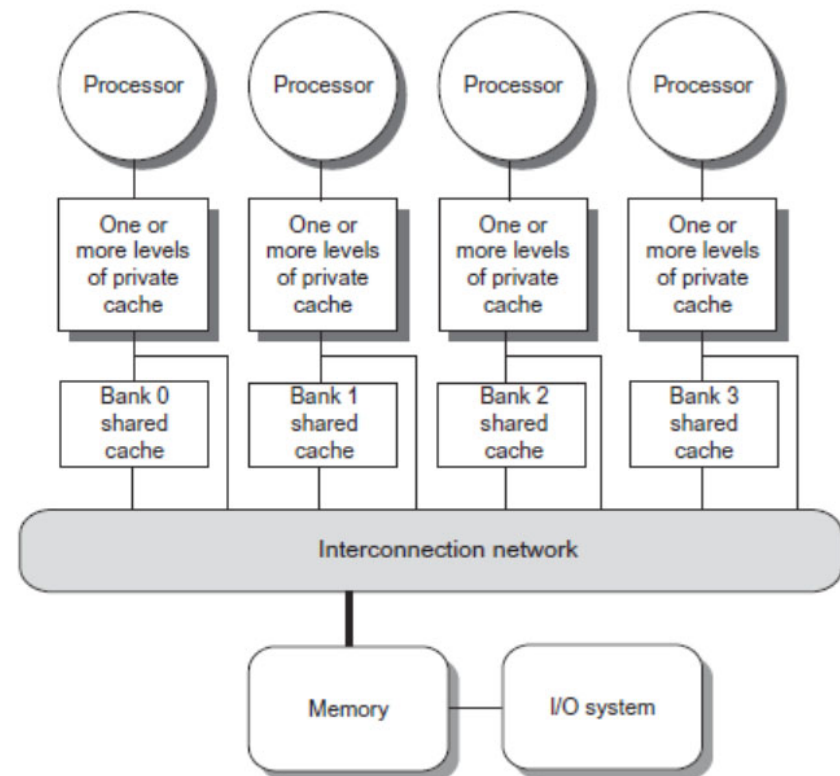 Processor
Processor
Processor
Processor
One or
more levels
of private
cache
One or
more levels
of private
cache
One or
more levels
of private
cache
One or
more levels
of private
cache
Bank 0
shared
cache
Bank 1
shared
cache
Bank 2
shared
cache
Bank 3
shared
cache
Interconnection network
Memory
I/O system